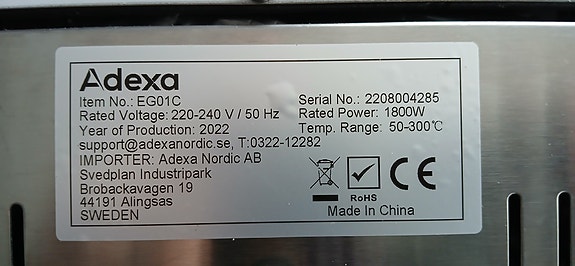 Adexa
Item No.: EG01C
Serial No.: 2208004285
Rated Voltage: 220-240 V / 50 Hz
Rated Power: 1800W
Year of Production: 2022
Temp. Range: 50-300℃
support@adexanordic.se, T:0322-12282
IMPORTER: Adexa Nordic AB
Svedplan Industripark
Brobackavagen 19
44191 Alingsas
SWEDEN
CE
RoHS
Made In China